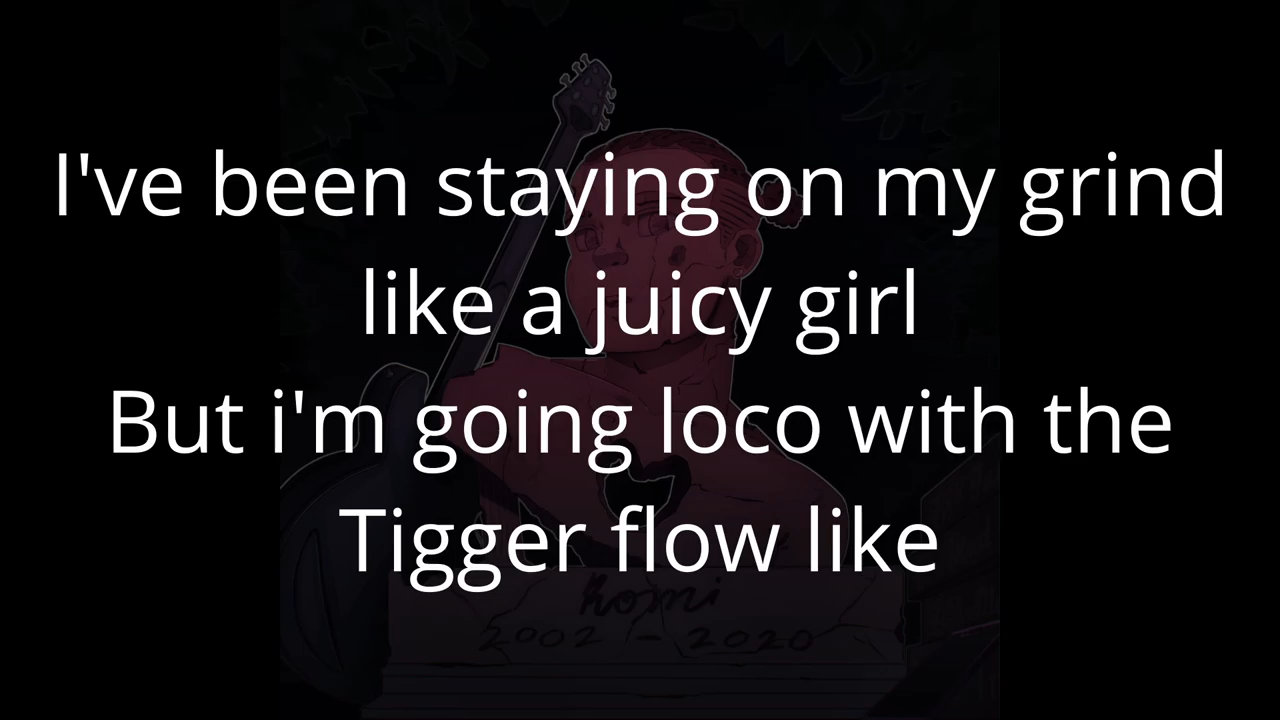 I've been staying on my grind
like a juicy girl
But i'm going loco with the
Tigger flow like
Romi
2002 - 2020